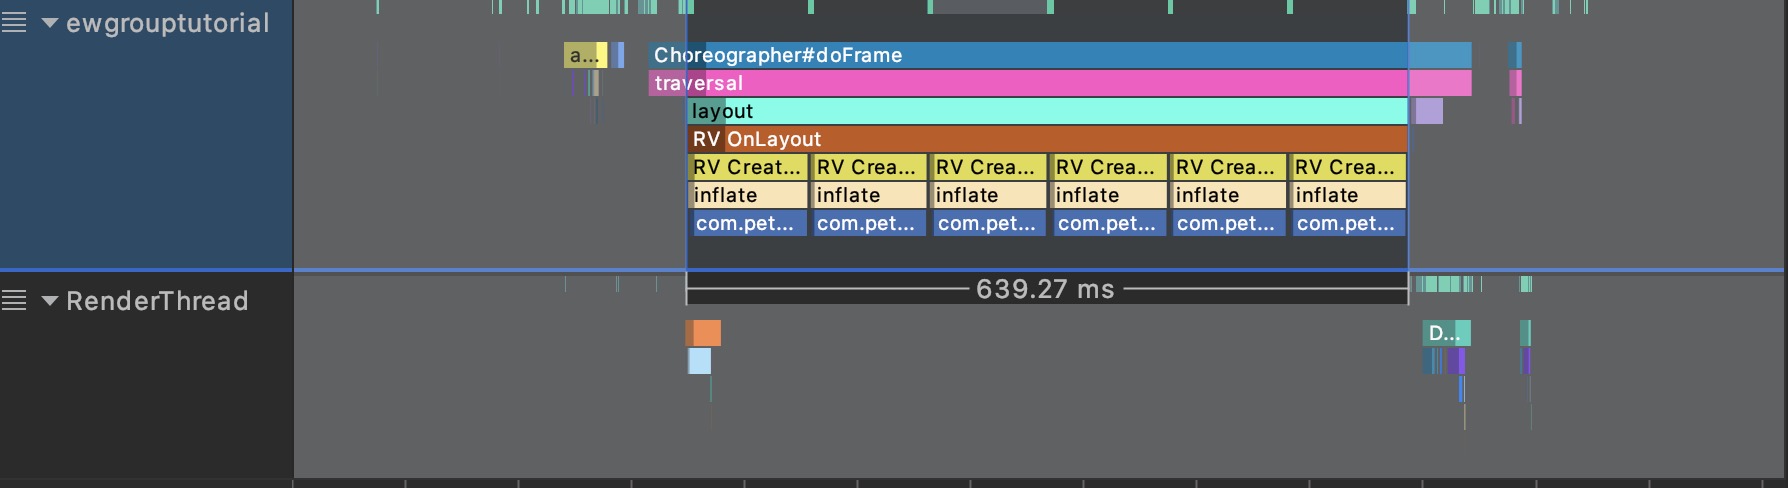 ewgrouptutorial
a...
Choreographer#doFrame
traversal
layout
RV OnLayout
RV Creat... RV Crea... RV Crea... RV Crea... RV Crea... RV Crea...
inflate inflate inflate inflate inflate inflate
com.pet... com.pet... com.pet... com.pet... com.pet... com.pet...
639.27 ms
RenderThread
D...